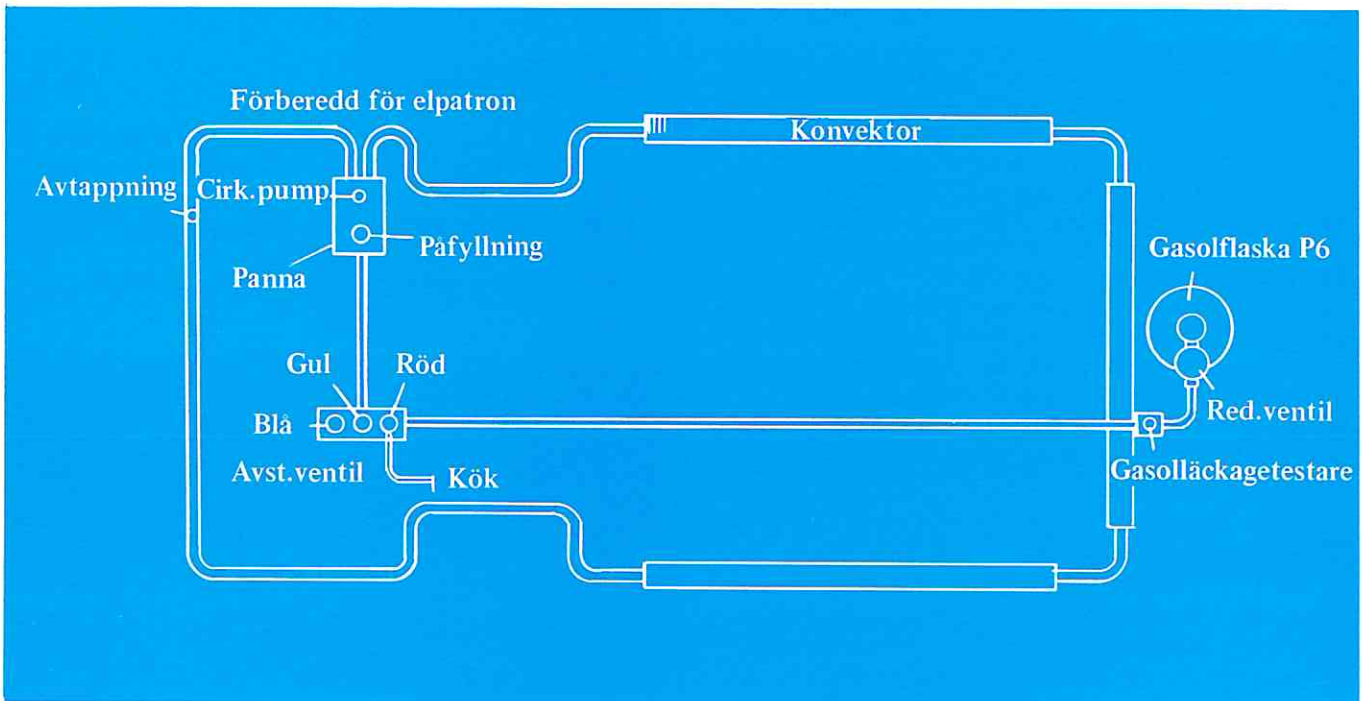 Förberedd för elpatron
Konvektor
Avtappning
Cirk.pump.
Påfyllning
Panna
Gasolflaska P6
Gul
Röd
Blå
Red.ventil
Avst.ventil
Kök
Gasolläckagetestare